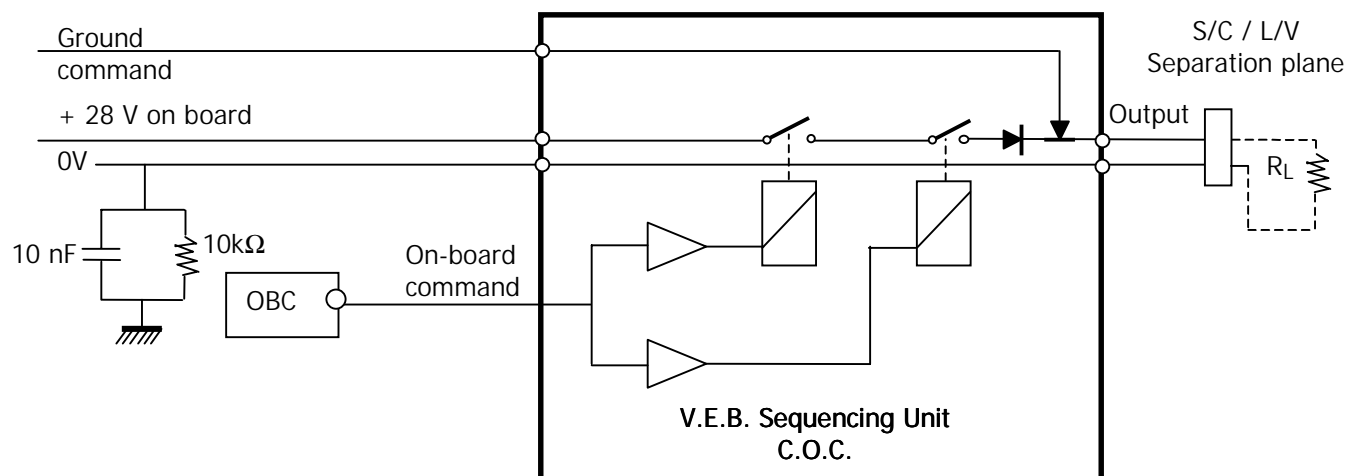 Ground
command
+ 28 V on board
0V
S/C / L/V
Separation plane
Output
RL
10 nF
10kΩ
OBC
On-board
command
V.E.B. Sequencing Unit
C.O.C.